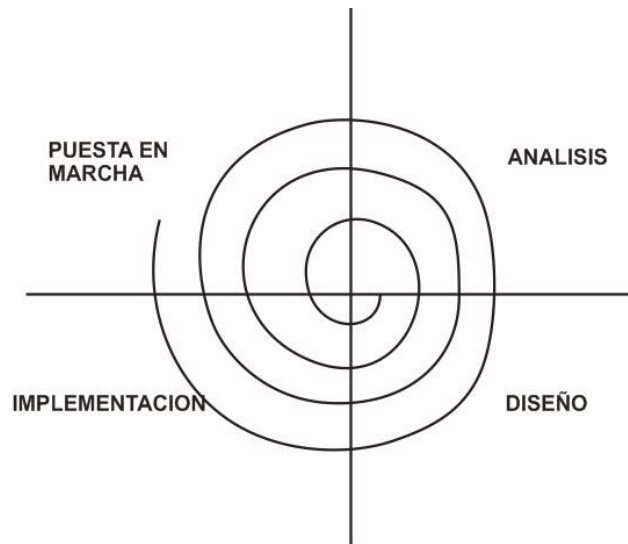 PUESTA EN
MARCHA
ANALISIS
IMPLEMENTACION
DISEÑO